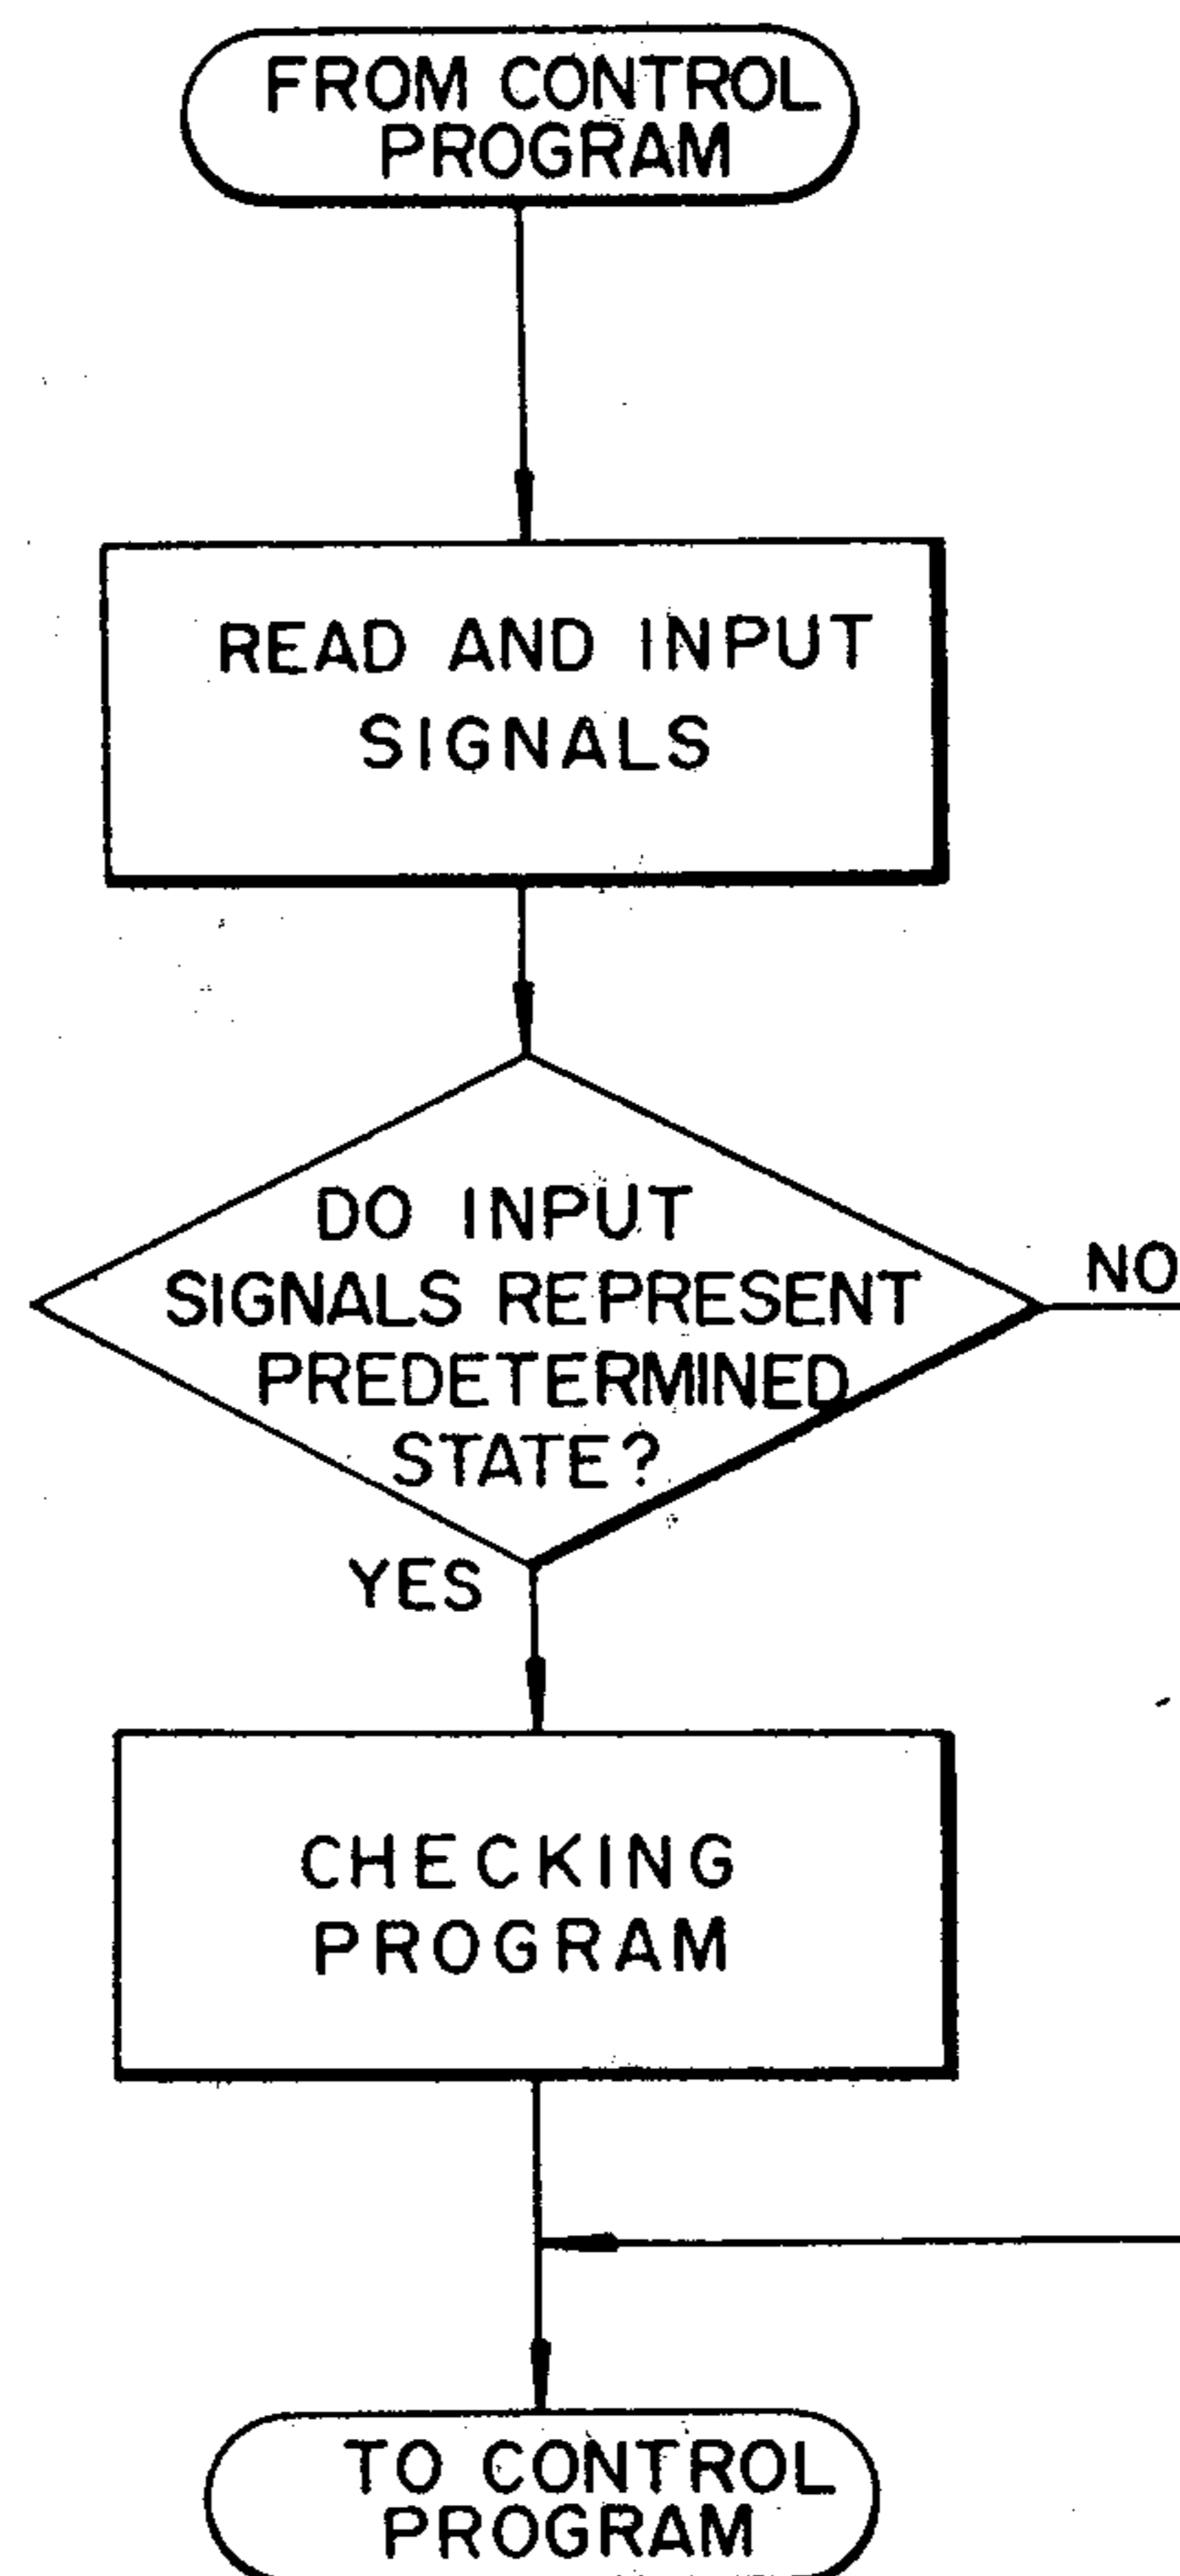 FROM CONTROL
PROGRAM
READ AND INPUT
SIGNALS
DO INPUT
SIGNALS REPRESENT
PREDETERMINED
STATE?
NO
YES
CHECKING
PROGRAM
TO CONTROL
PROGRAM